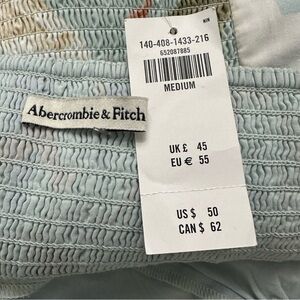 140-408-1433-216
652087885
MEDIUM
Abercrombie & Fitch
UK £ 45
EU € 55
US $ 50
CAN $ 62